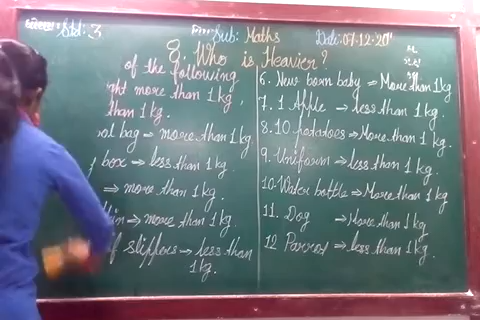 Std: 3
Sub: Maths
Date: 07-12-20
8. Who is Heavier?
of the following
ght more than 1 kg,
than 1 kg.
ol bag ⇒ more than 1 kg.
box ⇒ less than 1 kg.
⇒ more than 1 kg.
in ⇒ more than 1 kg.
f slippers → less than
1 kg.
6. New born baby ⇒ More than 1 kg
7. 1 Apple → less than 1 kg.
8. 10 potatoes ⇒ More than 1 kg.
9. Uniform → less than 1 kg.
10. Water bottle ⇒ More than 1 kg
11. Dog → More than 1 kg
12 Parrot ⇒ less than 1 kg.